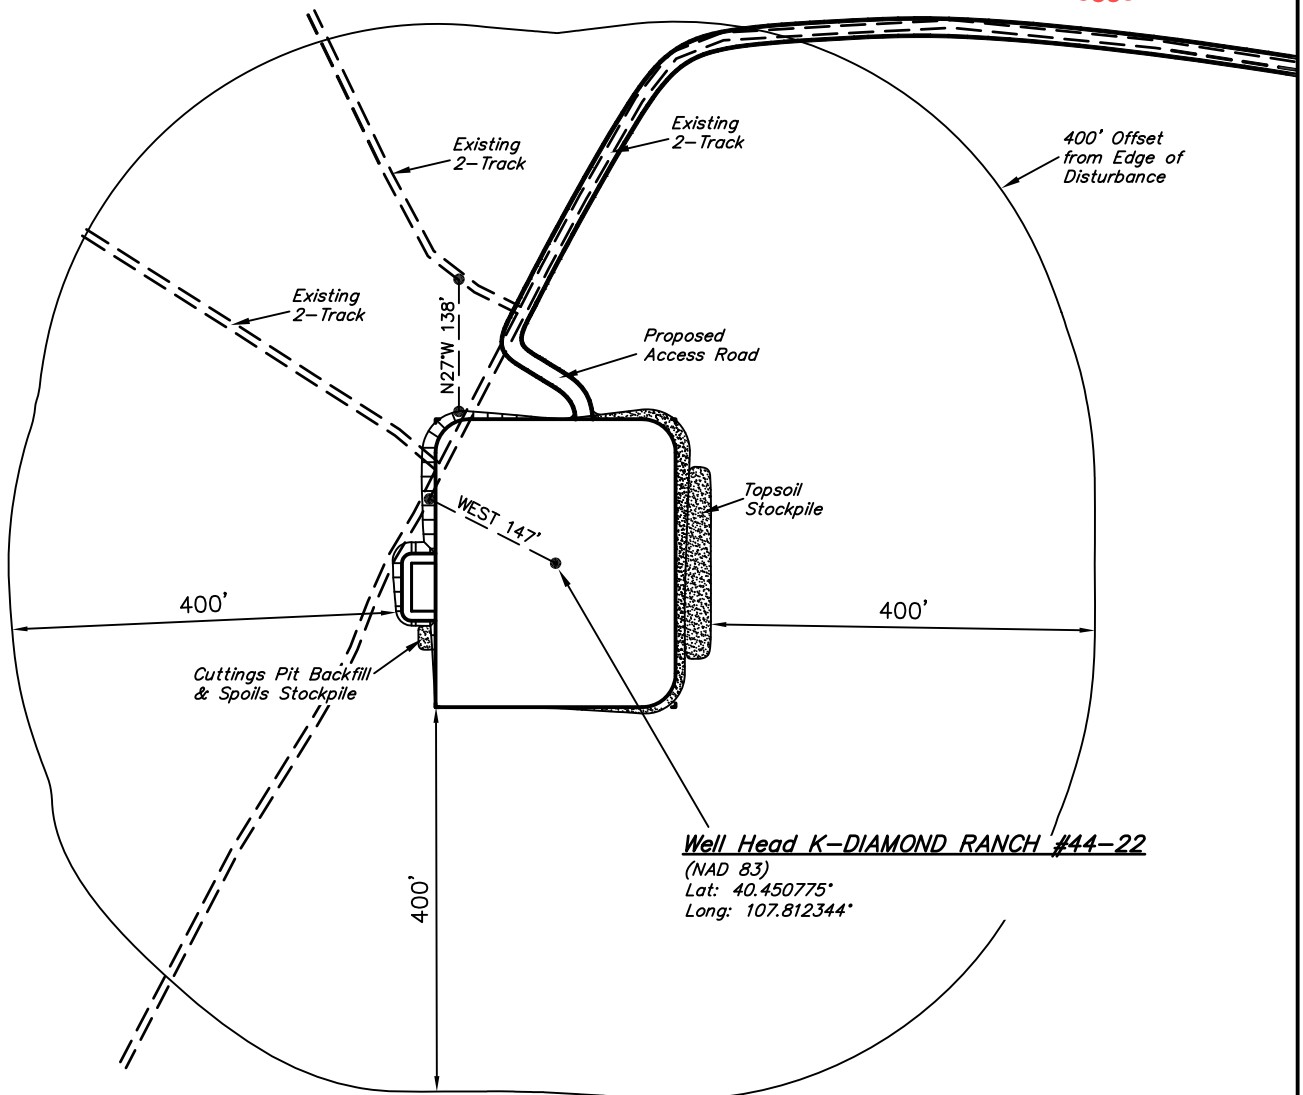 Existing
2-Track
Existing
2-Track
400' Offset
from Edge of
Disturbance
Existing
2-Track
N27°W 138'
Proposed
Access Road
WEST 147'
Topsoil
Stockpile
400'
400'
Cuttings Pit Backfill
& Spoils Stockpile
400'
Well Head K-DIAMOND RANCH #44-22
(NAD 83)
Lat: 40.450775°
Long: 107.812344°